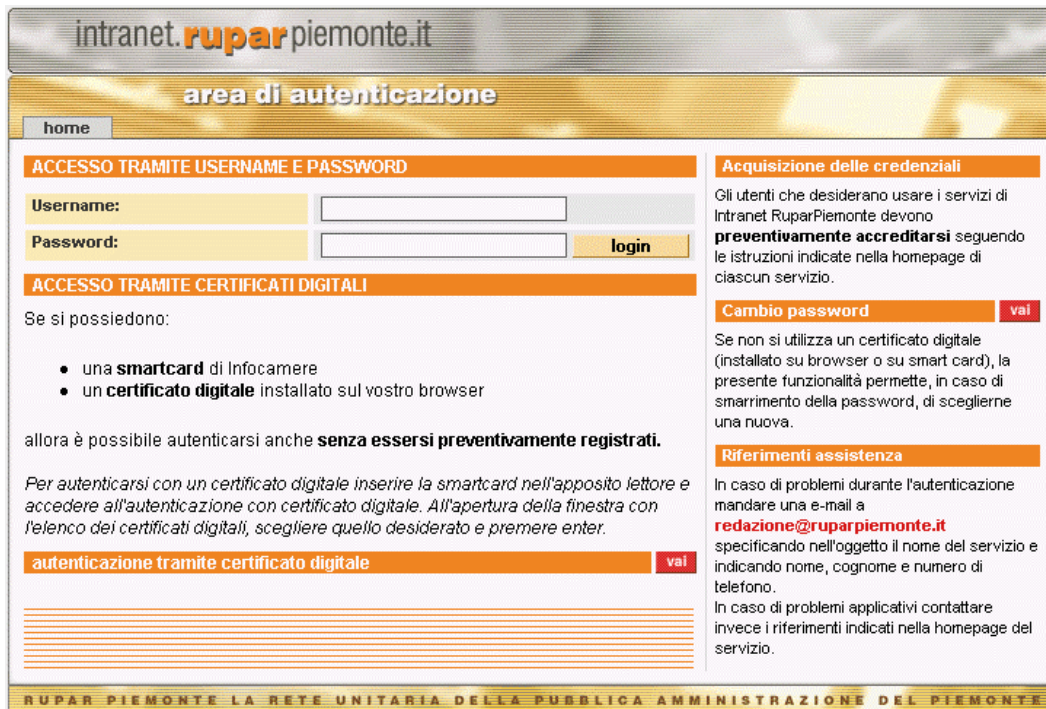 intranet.ruparpiemonte.it
area di autenticazione
home
ACCESSO TRAMITE USERNAME E PASSWORD
Username:
Password:
login
ACCESSO TRAMITE CERTIFICATI DIGITALI
Se si possiedono:
• una smartcard di Infocamere
• un certificato digitale installato sul vostro browser
allora è possibile autenticarsi anche senza essersi preventivamente registrati.
Per autenticarsi con un certificato digitale inserire la smartcard nell'apposito lettore e
accedere all'autenticazione con certificato digitale. All'apertura della finestra con
l'elenco dei certificati digitali, scegliere quello desiderato e premere enter.
autenticazione tramite certificato digitale
vai
Acquisizione delle credenziali
Gli utenti che desiderano usare i servizi di
Intranet RuparPiemonte devono
preventivamente accreditarsi seguendo
le istruzioni indicate nella homepage di
ciascun servizio.
Cambio password
vai
Se non si utilizza un certificato digitale
(installato su browser o su smart card), la
presente funzionalità permette, in caso di
smarrimento della password, di sceglierne
una nuova.
Riferimenti assistenza
In caso di problemi durante l'autenticazione
mandare una e-mail a
redazione@ruparpiemonte.it
specificando nell'oggetto il nome del servizio e
indicando nome, cognome e numero di
telefono.
In caso di problemi applicativi contattare
invece i riferimenti indicati nella homepage del
servizio.
RUPAR PIEMONTE LA RETE UNITARIA DELLA PUBBLICA AMMINISTRAZIONE DEL PIEMONTE